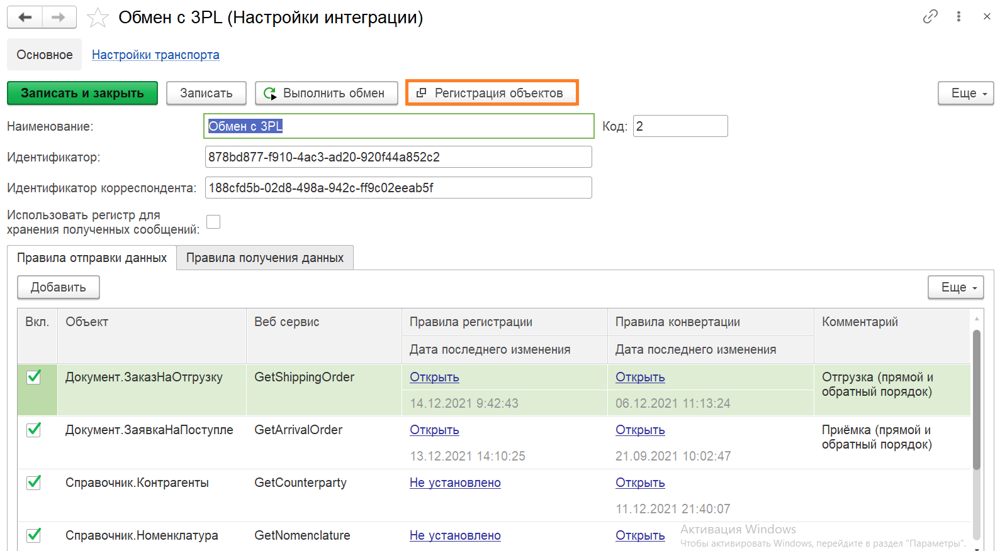 Обмен с 3PL (Настройки интеграции)
Основное Настройки транспорта
Записать и закрыть Записать Выполнить обмен Регистрация объектов Еще
Наименование: Обмен с 3PL Код: 2
Идентификатор: 878bd877-f910-4ac3-ad20-920f44a852c2
Идентификатор корреспондента: 188cfd5b-02d8-498a-942c-ff9c02eeab5f
Использовать регистр для
хранения полученных сообщений:
Правила отправки данных Правила получения данных
Добавить Еще
Вкл. Объект Веб сервис Правила регистрации Правила конвертации Комментарий
Дата последнего изменения Дата последнего изменения
Документ.ЗаказНаОтгрузку GetShippingOrder Открыть Открыть Отгрузка (прямой и
обратный порядок)
14.12.2021 9:42:43 06.12.2021 11:13:24
Документ.ЗаявкаНаПоступле GetArrivalOrder Открыть Открыть Приёмка (прямой и
обратный порядок)
13.12.2021 14:10:25 21.09.2021 10:02:47
Справочник.Контрагенты GetCounterparty Не установлено Открыть
11.12.2021 21:40:07
Справочник.Номенклатура GetNomenclature Не установлено Открыть
Активация Windows
Чтобы активировать Windows, перейдите в раздел "Параметры".